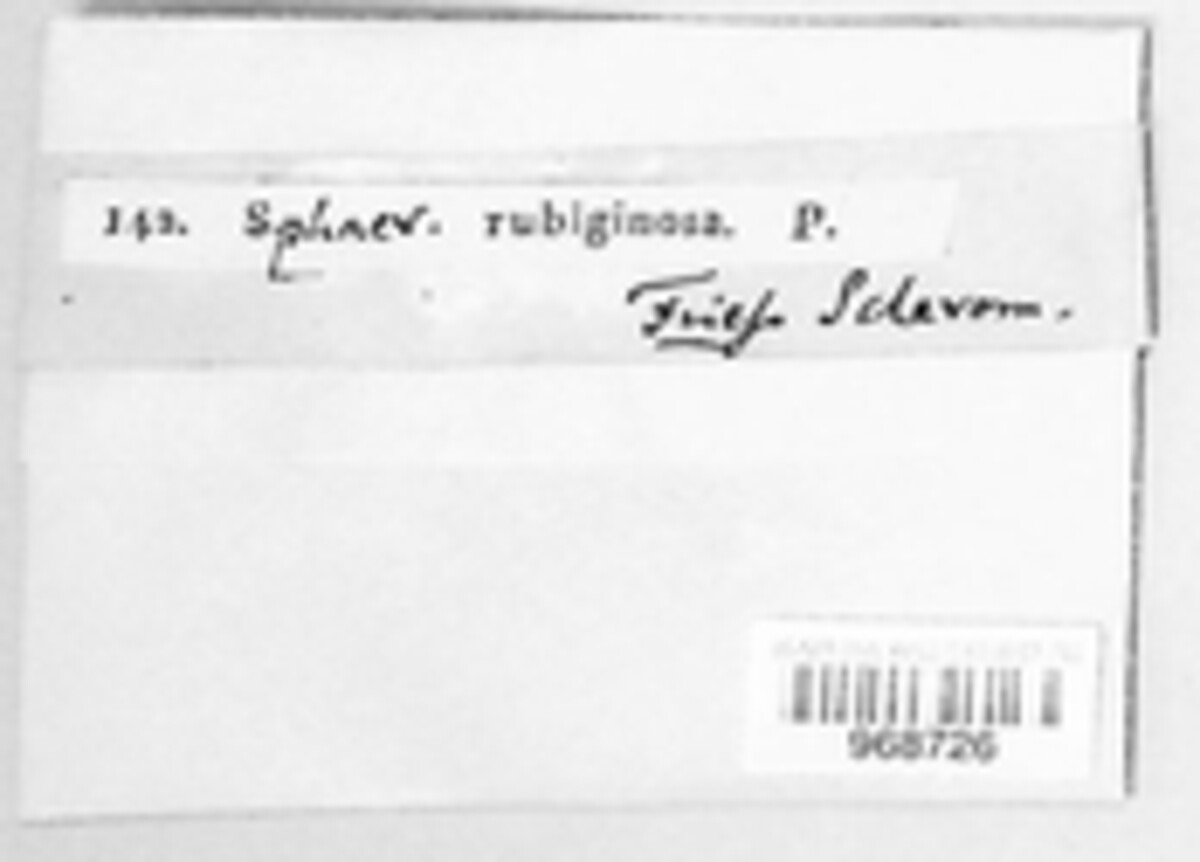 142. Sphaer. rubiginosa. P.
Fries. Sclerom.
968726